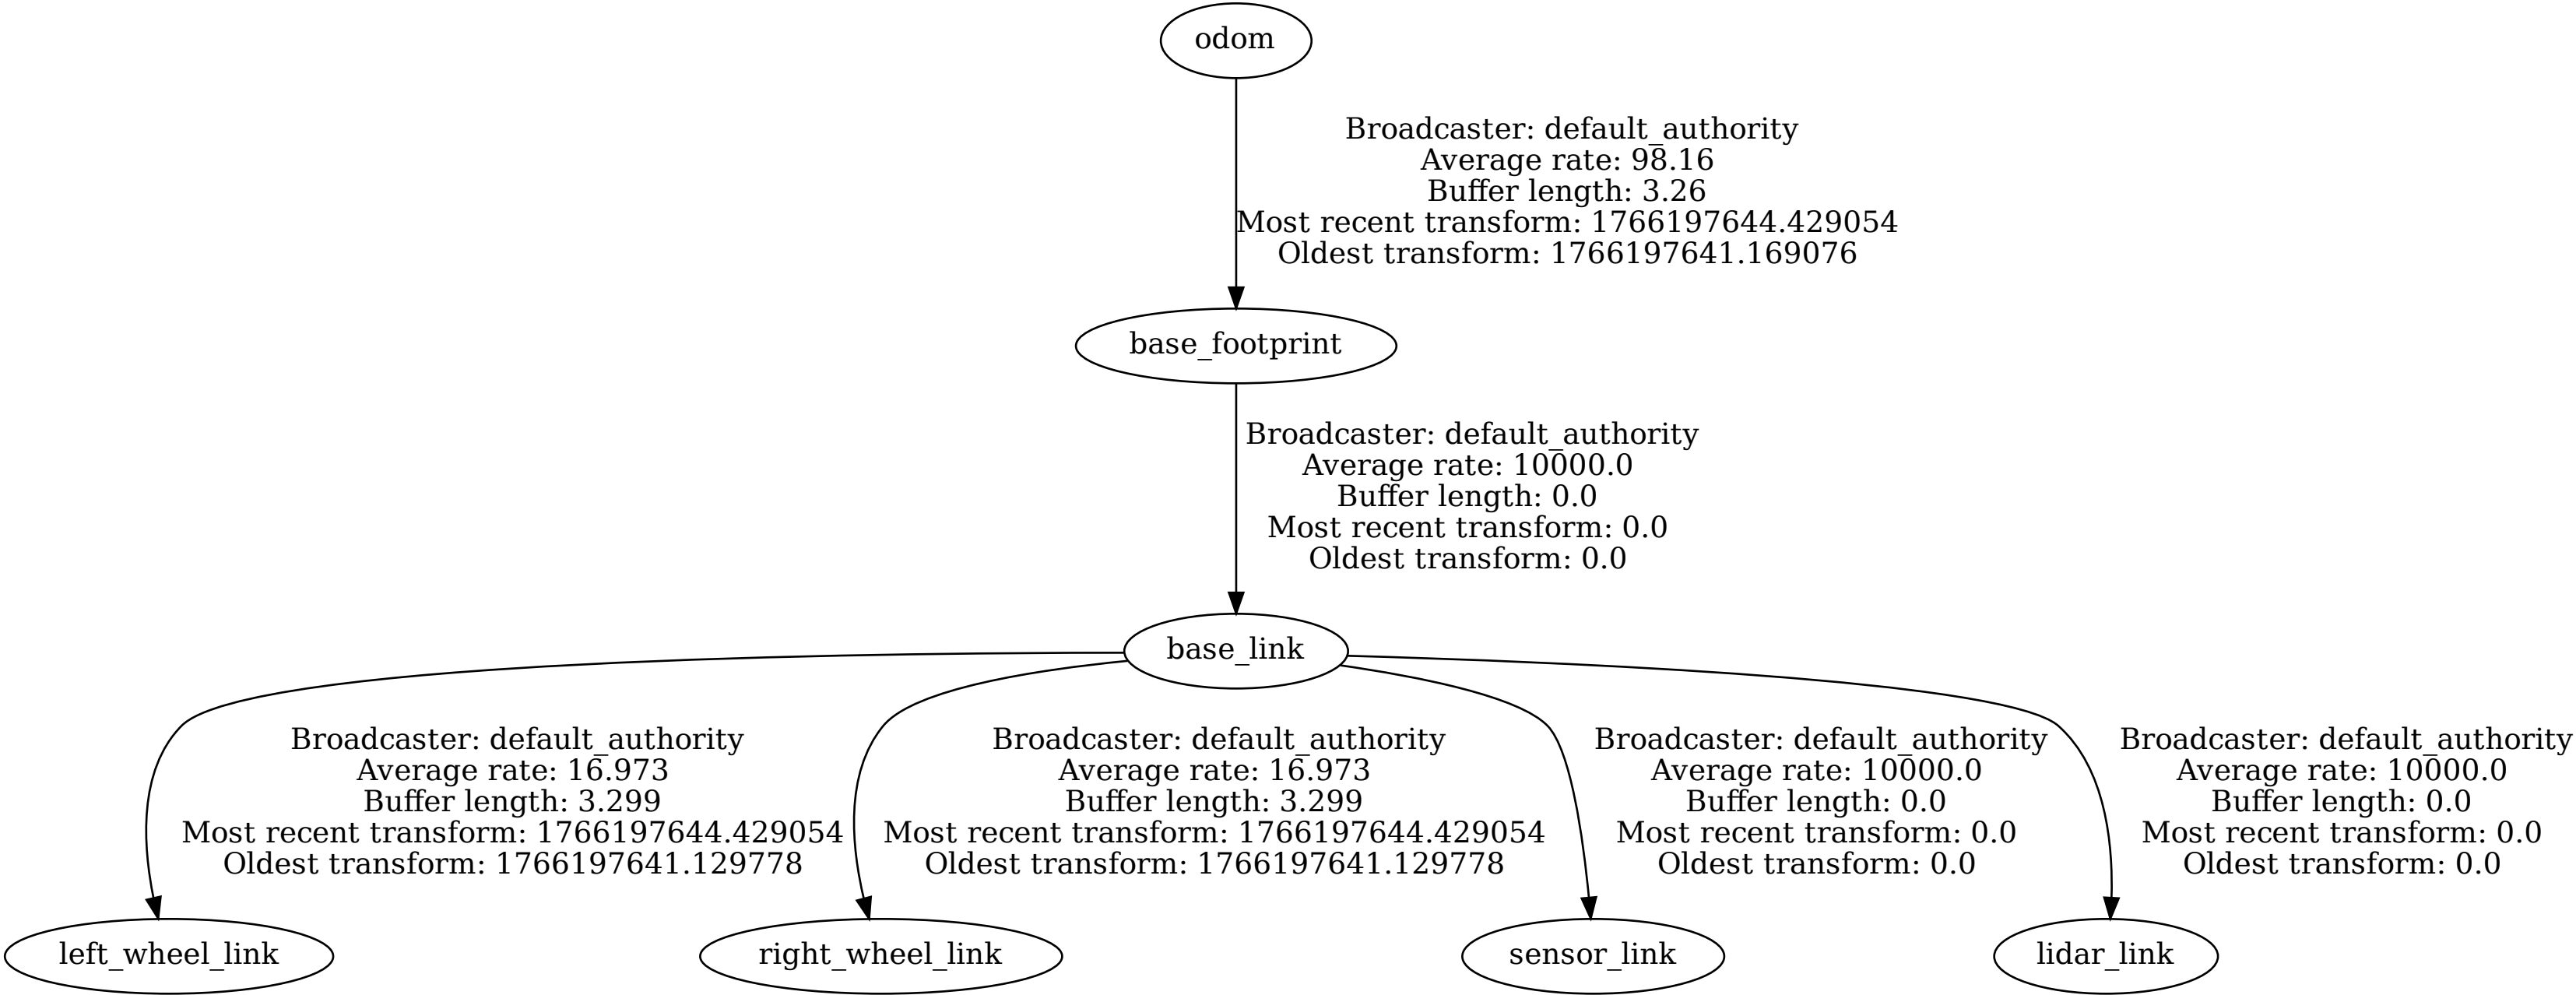 odom
Broadcaster: default_authority
Average rate: 98.16
Buffer length: 3.26
Most recent transform: 1766197644.429054
Oldest transform: 1766197641.169076
base_footprint
Broadcaster: default_authority
Average rate: 10000.0
Buffer length: 0.0
Most recent transform: 0.0
Oldest transform: 0.0
base_link
Broadcaster: default_authority
Average rate: 16.973
Buffer length: 3.299
Most recent transform: 1766197644.429054
Oldest transform: 1766197641.129778
Broadcaster: default_authority
Average rate: 16.973
Buffer length: 3.299
Most recent transform: 1766197644.429054
Oldest transform: 1766197641.129778
Broadcaster: default_authority
Average rate: 10000.0
Buffer length: 0.0
Most recent transform: 0.0
Oldest transform: 0.0
Broadcaster: default_authority
Average rate: 10000.0
Buffer length: 0.0
Most recent transform: 0.0
Oldest transform: 0.0
left_wheel_link
right_wheel_link
sensor_link
lidar_link